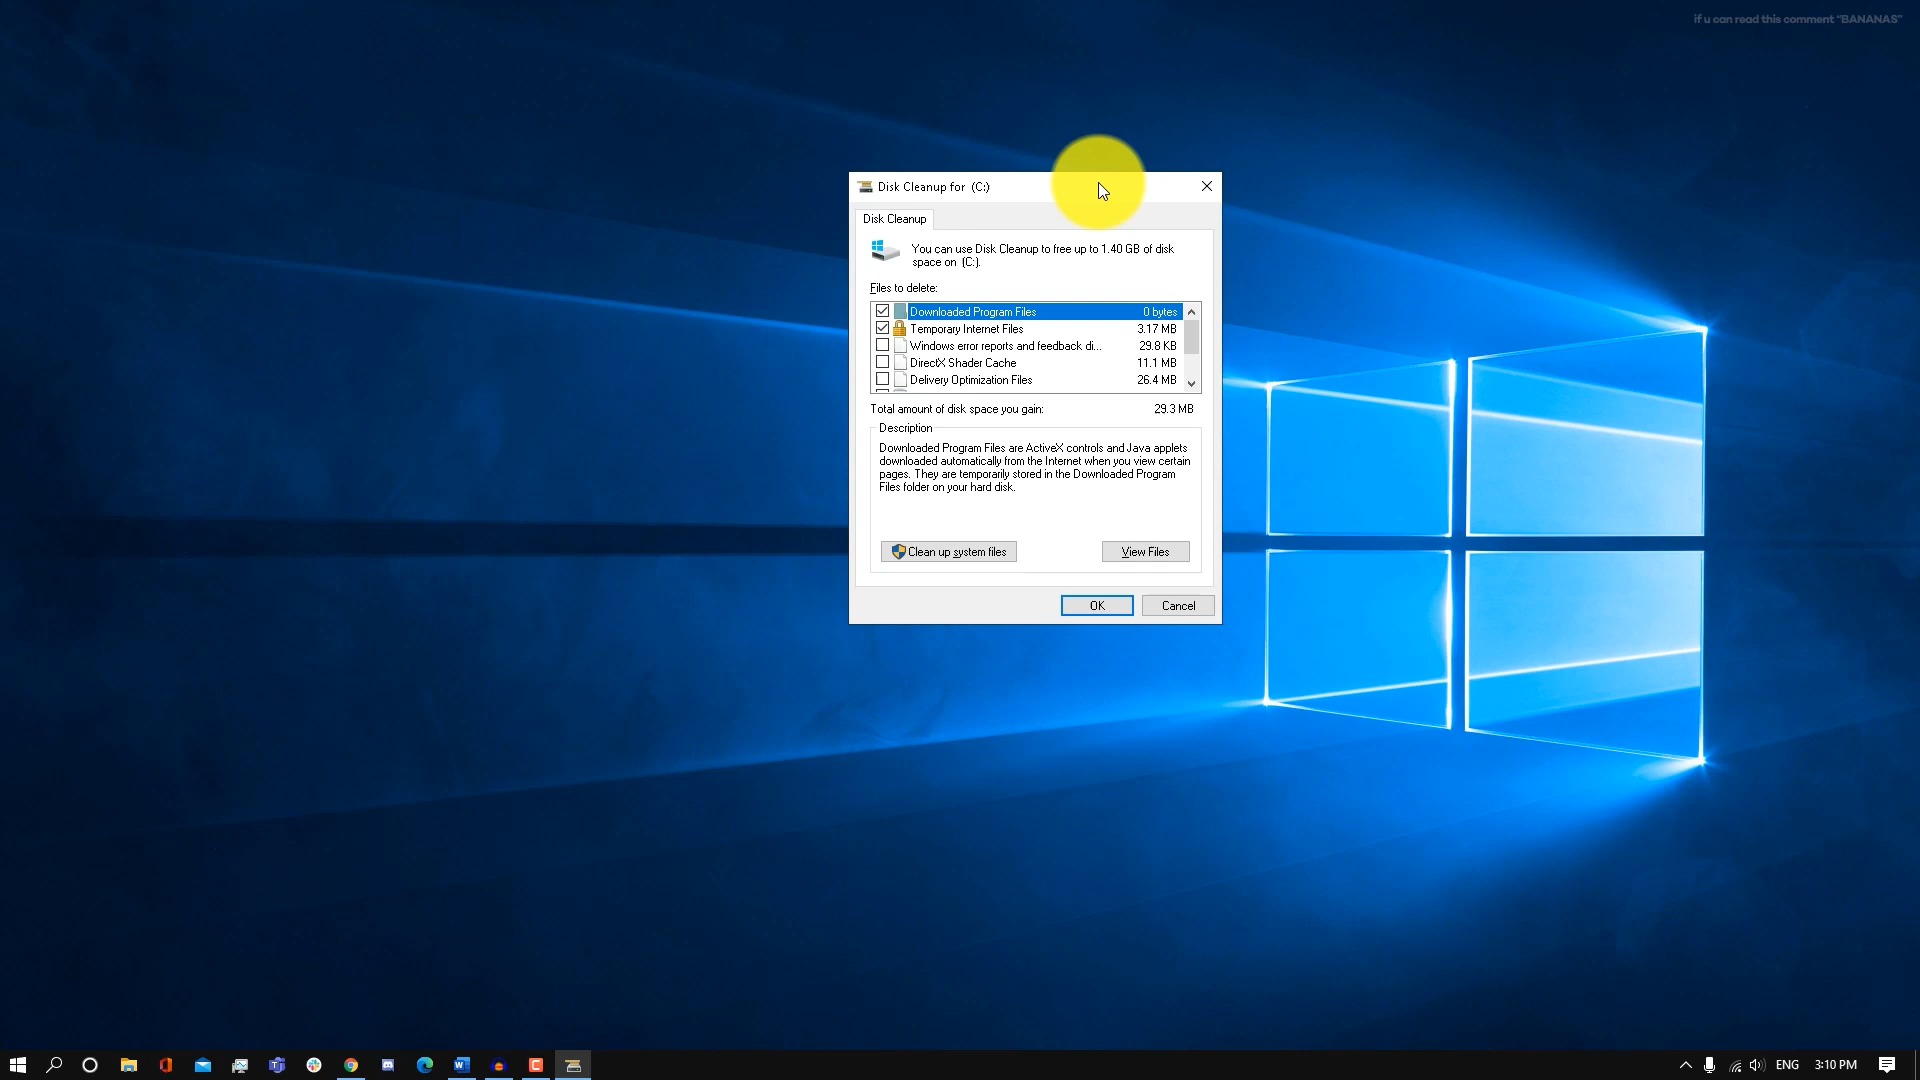 if u can read this comment "BANANAS"
Disk Cleanup for (C:)
Disk Cleanup
You can use Disk Cleanup to free up to 1.40 GB of disk
space on (C:).
Files to delete:
Downloaded Program Files 0 bytes
Temporary Internet Files 3.17 MB
Windows error reports and feedback di... 29.8 KB
DirectX Shader Cache 11.1 MB
Delivery Optimization Files 26.4 MB
Total amount of disk space you gain: 29.3 MB
Description
Downloaded Program Files are ActiveX controls and Java applets
downloaded automatically from the Internet when you view certain
pages. They are temporarily stored in the Downloaded Program
Files folder on your hard disk.
Clean up system files View Files
OK Cancel
ENG 3:10 PM